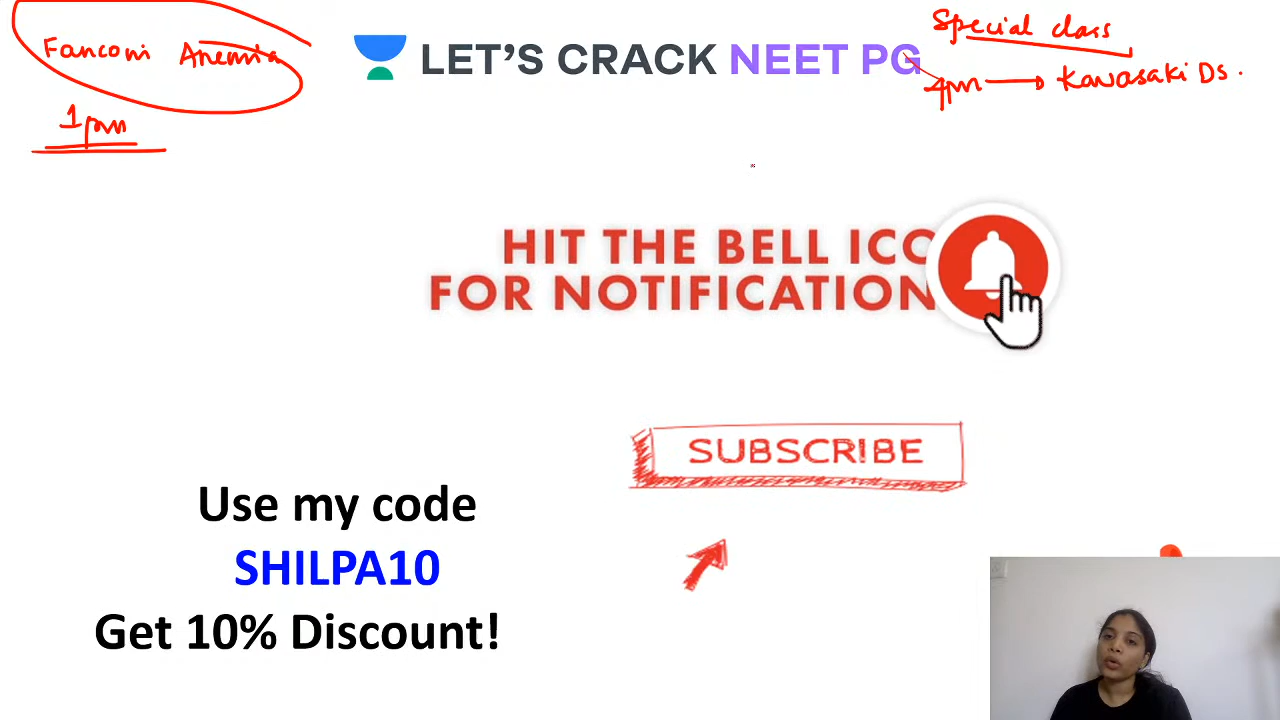 Fanconi Anemia
1pm
LET'S CRACK NEET PG
Special class
4pm → Kawasaki Ds.
HIT THE BELL ICO
FOR NOTIFICATION
SUBSCRIBE
Use my code
SHILPA10
Get 10% Discount!